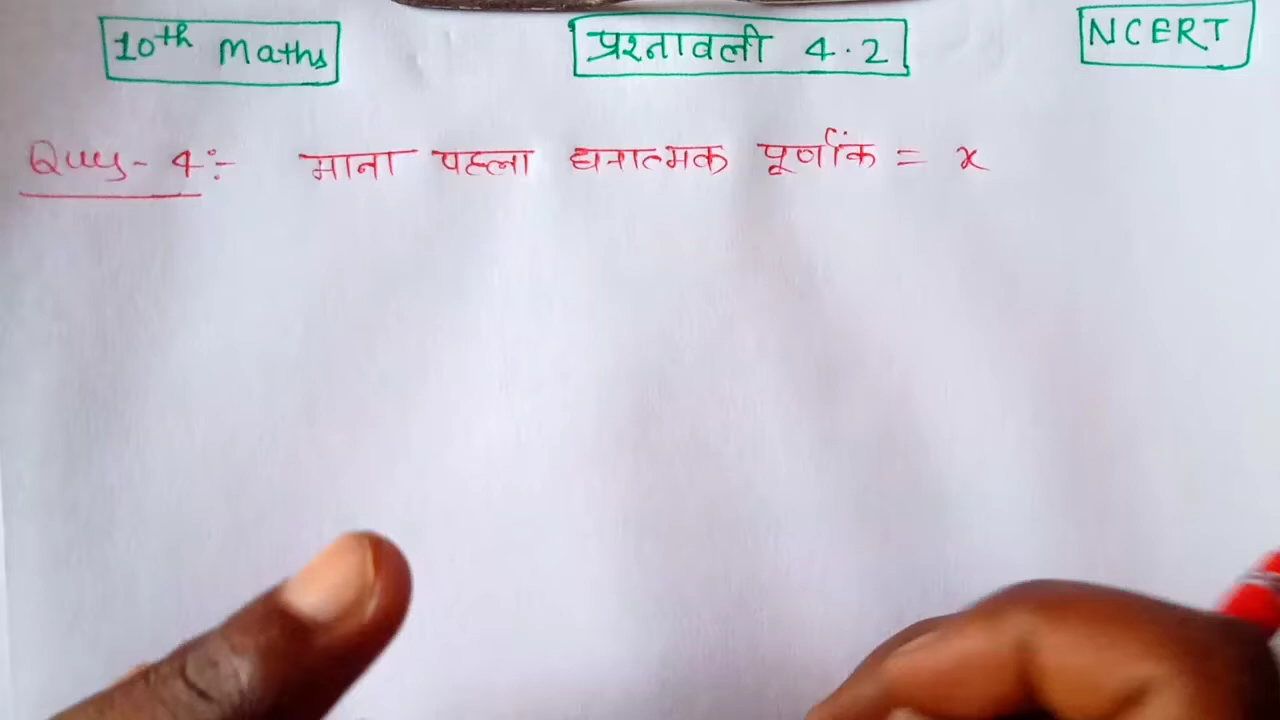 10th Maths
प्रश्नावली 4.2
NCERT
Ques- 4:- माना पहला धनात्मक पूर्णांक = x